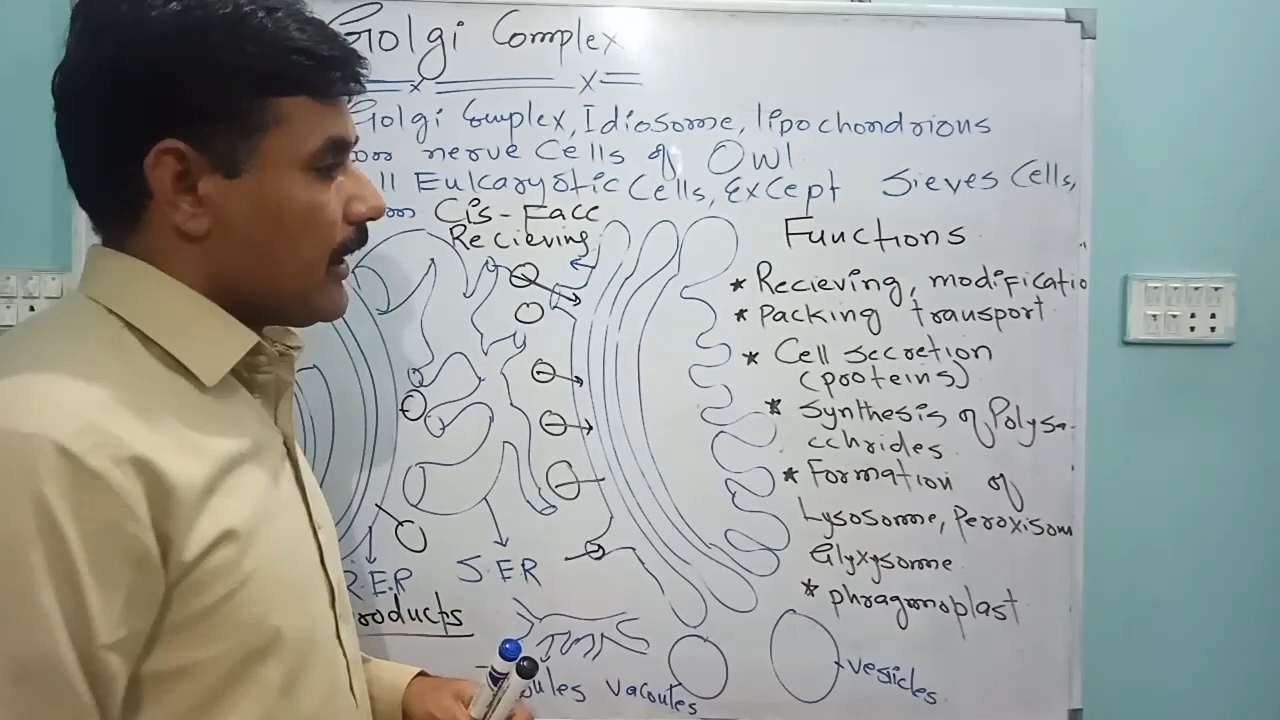 Golgi Complex
Golgi Complex, Idiosome, lipochondrions
nerve Cells of Owl
ll Eukaryotic Cells, Except Sieves Cells,
Cis-Face
Recieving
Functions
* Recieving, modificatio
* Packing transport
* Cell secretion
(proteins)
* Synthesis of Polysa-
cchrides
* Formation of
Lysosome, Peroxisom
Glyxysome
* phragmoplast
R.E.R
S.E.R
roducts
ules vacoules
vesicles